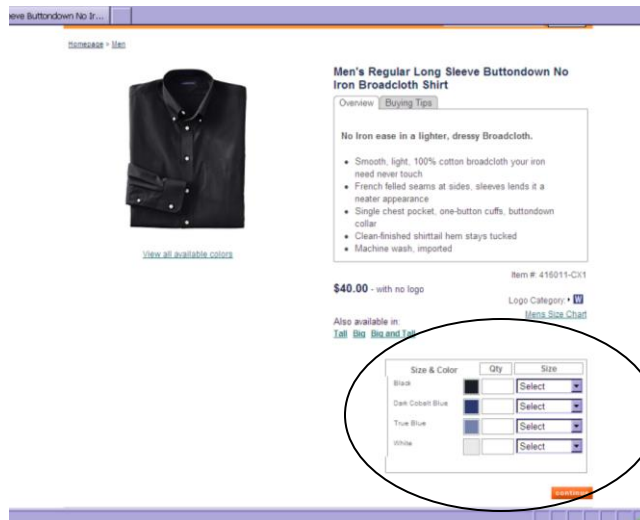 eve Buttondown No Ir...
Homepage > Men
Men's Regular Long Sleeve Buttondown No
Iron Broadcloth Shirt
Overview Buying Tips
No Iron ease in a lighter, dressy Broadcloth.
• Smooth, light, 100% cotton broadcloth your iron
need never touch
• French felled seams at sides, sleeves lends it a
neater appearance
• Single chest pocket, one-button cuffs, buttondown
collar
• Clean-finished shirttail hem stays tucked
• Machine wash, imported
View all available colors
Item #: 416011-CX1
$40.00 - with no logo
Logo Category: W
Mens Size Chart
Also available in:
Tall Big Big and Tall
Size & Color Qty Size
Black Select
Dark Cobalt Blue Select
True Blue Select
White Select
continue